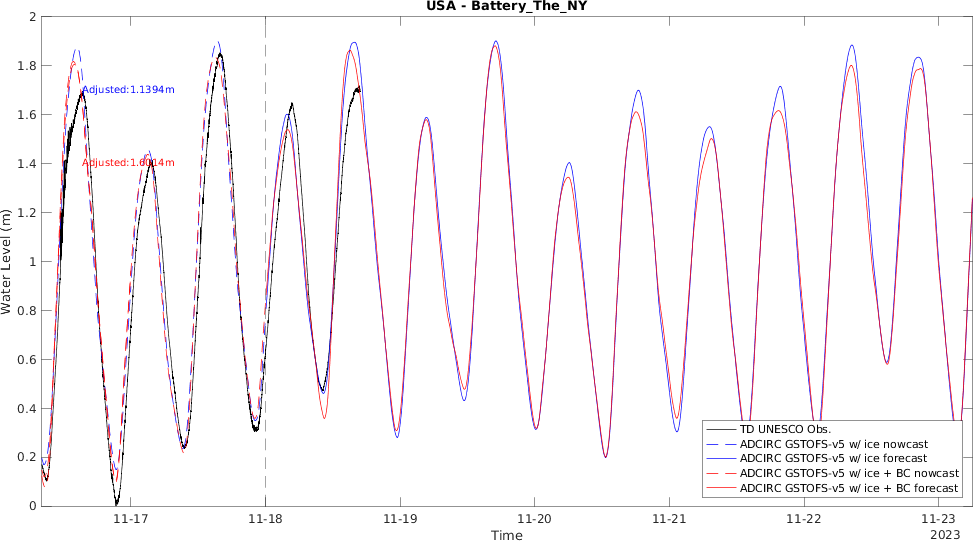 USA - Battery_The_NY
2
1.8
1.6
1.4
1.2
1
0.8
0.6
0.4
0.2
0
Water Level (m)
Adjusted:1.1394m
Adjusted:1.6014m
TD UNESCO Obs.
ADCIRC GSTOFS-v5 w/ ice nowcast
ADCIRC GSTOFS-v5 w/ ice forecast
ADCIRC GSTOFS-v5 w/ ice + BC nowcast
ADCIRC GSTOFS-v5 w/ ice + BC forecast
11-17 11-18 11-19 11-20 11-21 11-22 11-23
Time
2023